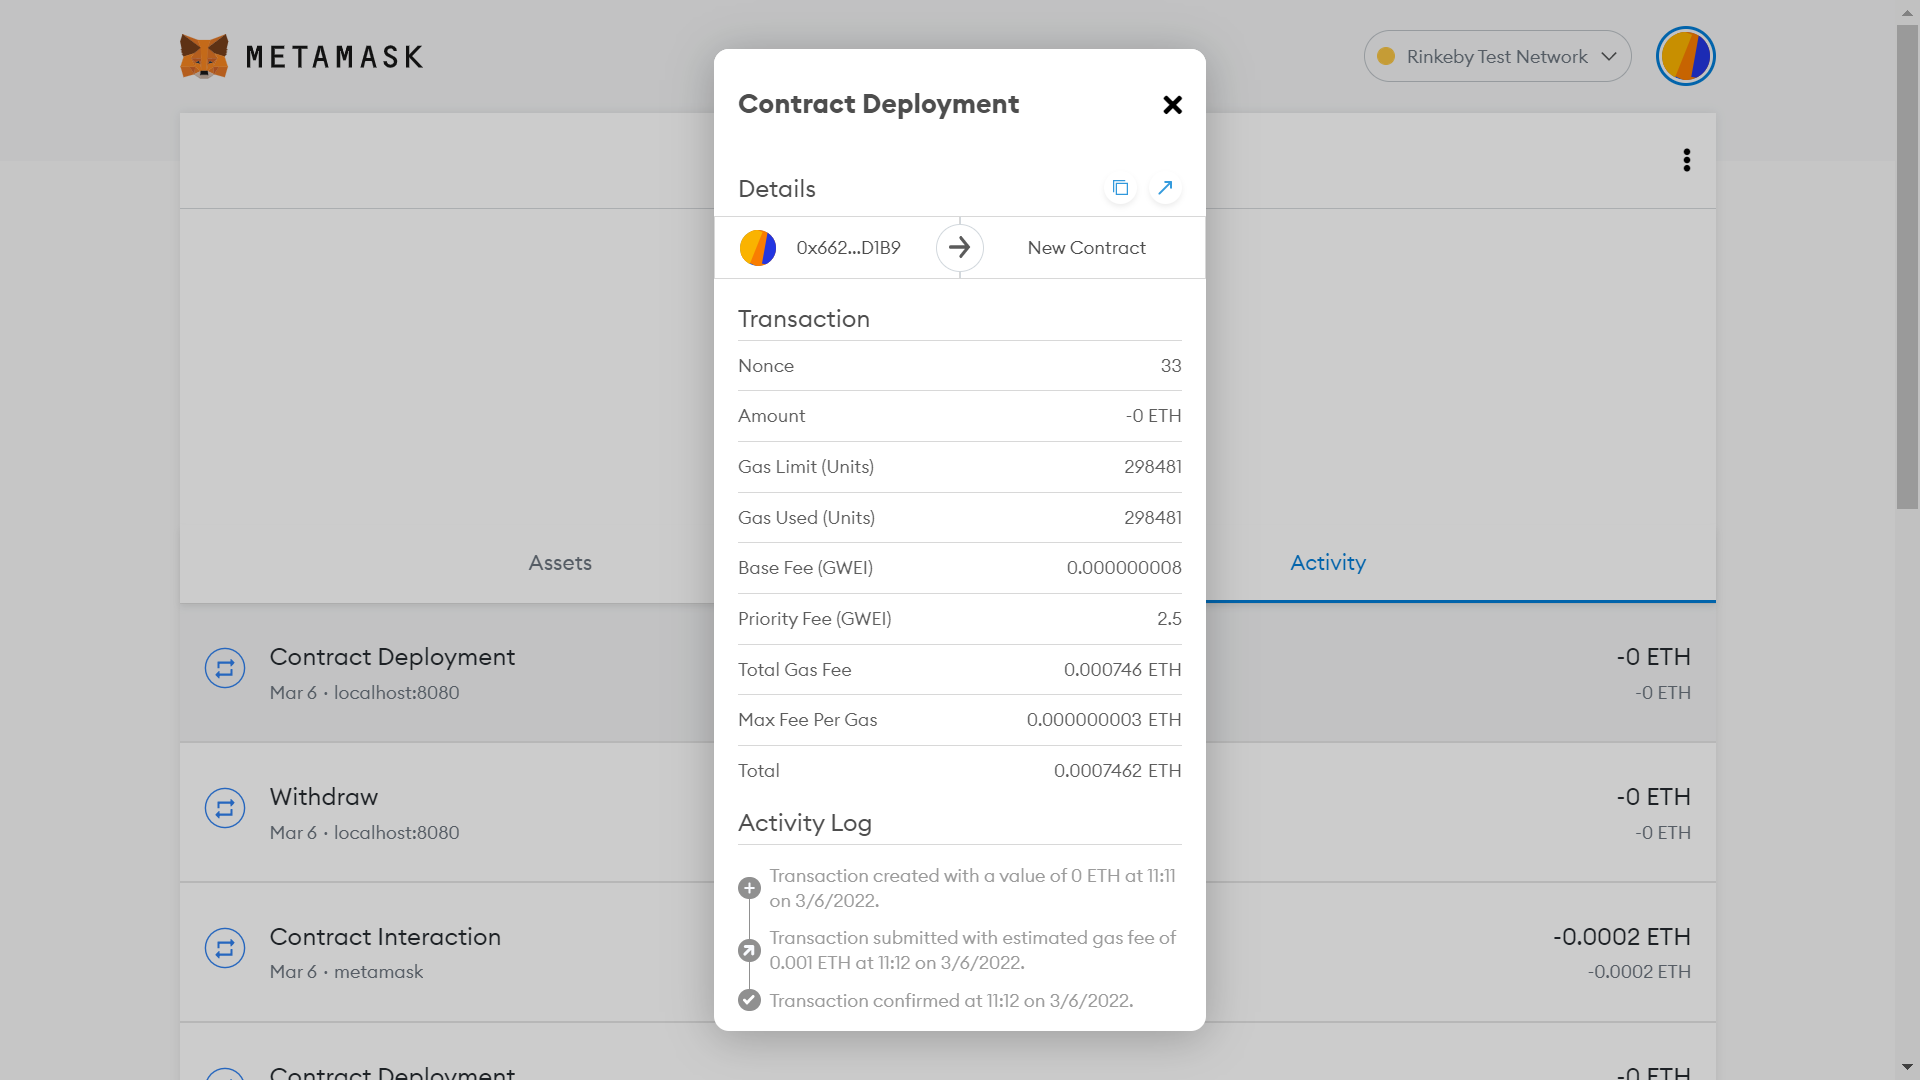 METAMASK
Rinkeby Test Network
Contract Deployment
Details
0x662...D1B9
New Contract
Transaction
Nonce 33
Amount -0 ETH
Gas Limit (Units) 298481
Gas Used (Units) 298481
Base Fee (GWEI) 0.000000008
Priority Fee (GWEI) 2.5
Total Gas Fee 0.000746 ETH
Max Fee Per Gas 0.000000003 ETH
Total 0.0007462 ETH
Activity Log
Transaction created with a value of 0 ETH at 11:11
on 3/6/2022.
Transaction submitted with estimated gas fee of
0.001 ETH at 11:12 on 3/6/2022.
Transaction confirmed at 11:12 on 3/6/2022.
Assets
Activity
Contract Deployment -0 ETH
Mar 6 · localhost:8080 -0 ETH
Withdraw -0 ETH
Mar 6 · localhost:8080 -0 ETH
Contract Interaction -0.0002 ETH
Mar 6 · metamask -0.0002 ETH
Contract Deployment -0 ETH